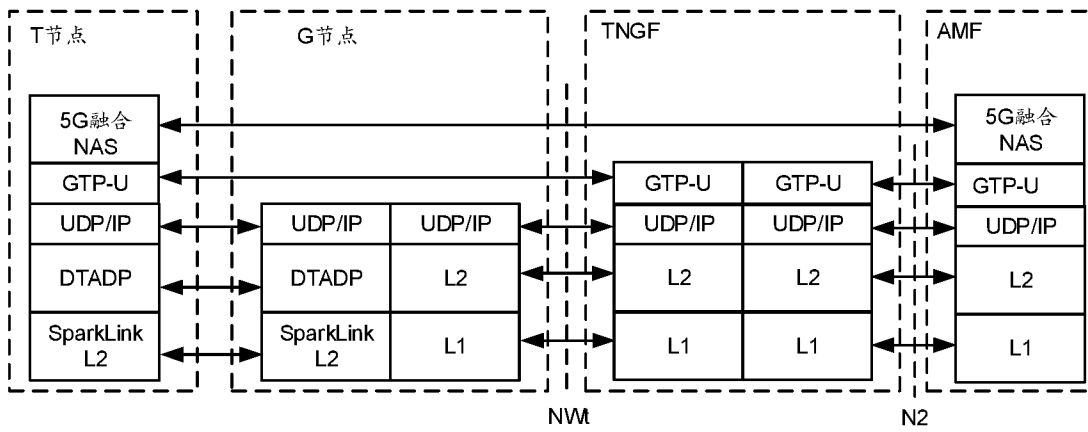 T节点
G节点
TNGF
AMF
5G融合
NAS
5G融合
NAS
GTP-U
GTP-U
GTP-U
GTP-U
UDP/IP
UDP/IP
UDP/IP
UDP/IP
UDP/IP
UDP/IP
DTADP
DTADP
L2
L2
L2
L2
SparkLink
L2
SparkLink
L2
L1
L1
L1
L1
NWt
N2